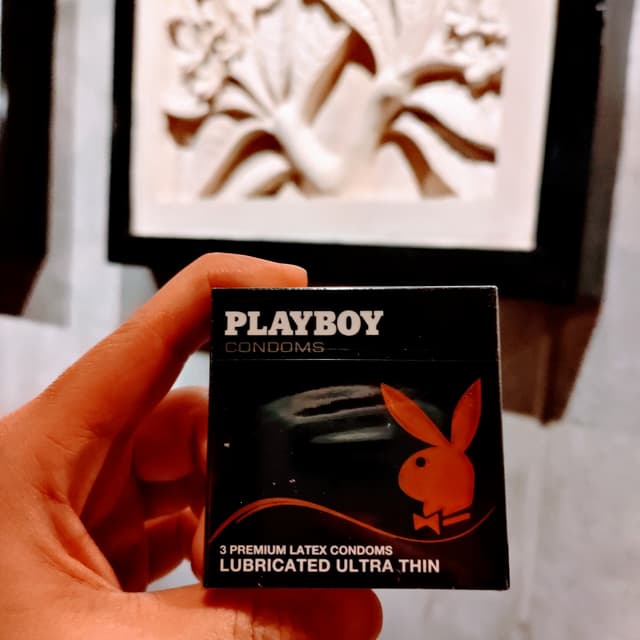 PLAYBOY
CONDOMS
3 PREMIUM LATEX CONDOMS
LUBRICATED ULTRA THIN